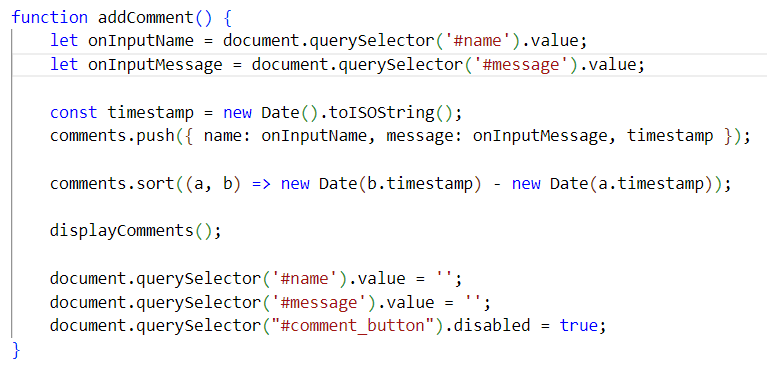 function addComment() {
let onInputName = document.querySelector('#name').value;
let onInputMessage = document.querySelector('#message').value;
const timestamp = new Date().toISOString();
comments.push({ name: onInputName, message: onInputMessage, timestamp });
comments.sort((a, b) => new Date(b.timestamp) - new Date(a.timestamp));
displayComments();
document.querySelector('#name').value = '';
document.querySelector('#message').value = '';
document.querySelector("#comment_button").disabled = true;
}